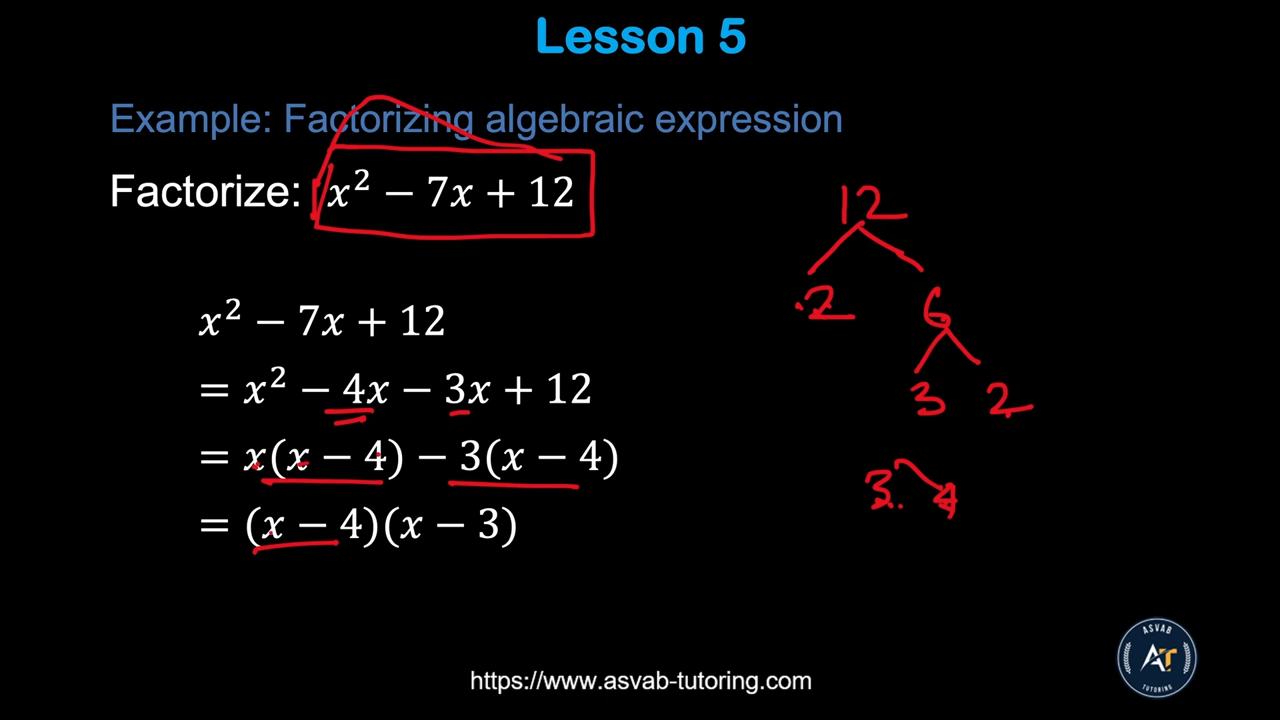 Lesson 5
Example: Factorizing algebraic expression
Factorize: x² − 7x + 12
x² − 7x + 12
= x² − 4x − 3x + 12
= x(x − 4) − 3(x − 4)
= (x − 4)(x − 3)
12
2 6
3 2
3 4
ASVAB
AT
TUTORING
https://www.asvab-tutoring.com